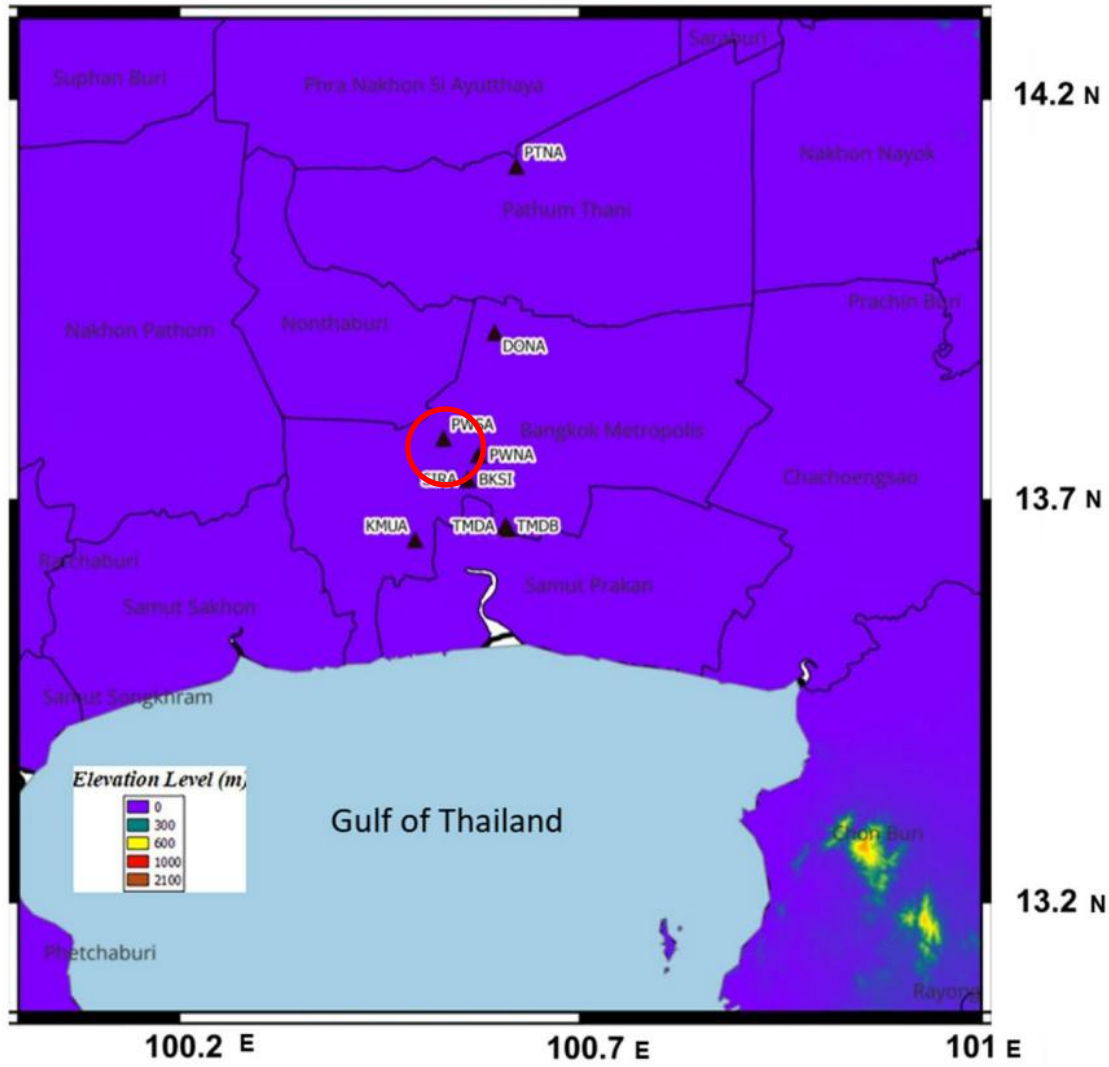 Saraburi
Suphan Buri
Phra Nakhon Si Ayutthaya
14.2 N
PTNA
Nakhon Nayok
Pathum Thani
Prachin Buri
Nakhon Pathom
Nonthaburi
DONA
PWSA
Bangkok Metropolis
PWNA
SIRA
BKSI
Chachoengsao
13.7 N
KMUA
TMDA
TMDB
Ratchaburi
Samut Prakan
Samut Sakhon
Samut Songkhram
Elevation Level (m)
0
300
600
1000
2100
Gulf of Thailand
Chon Buri
13.2 N
Phetchaburi
Rayong
100.2 E
100.7 E
101 E